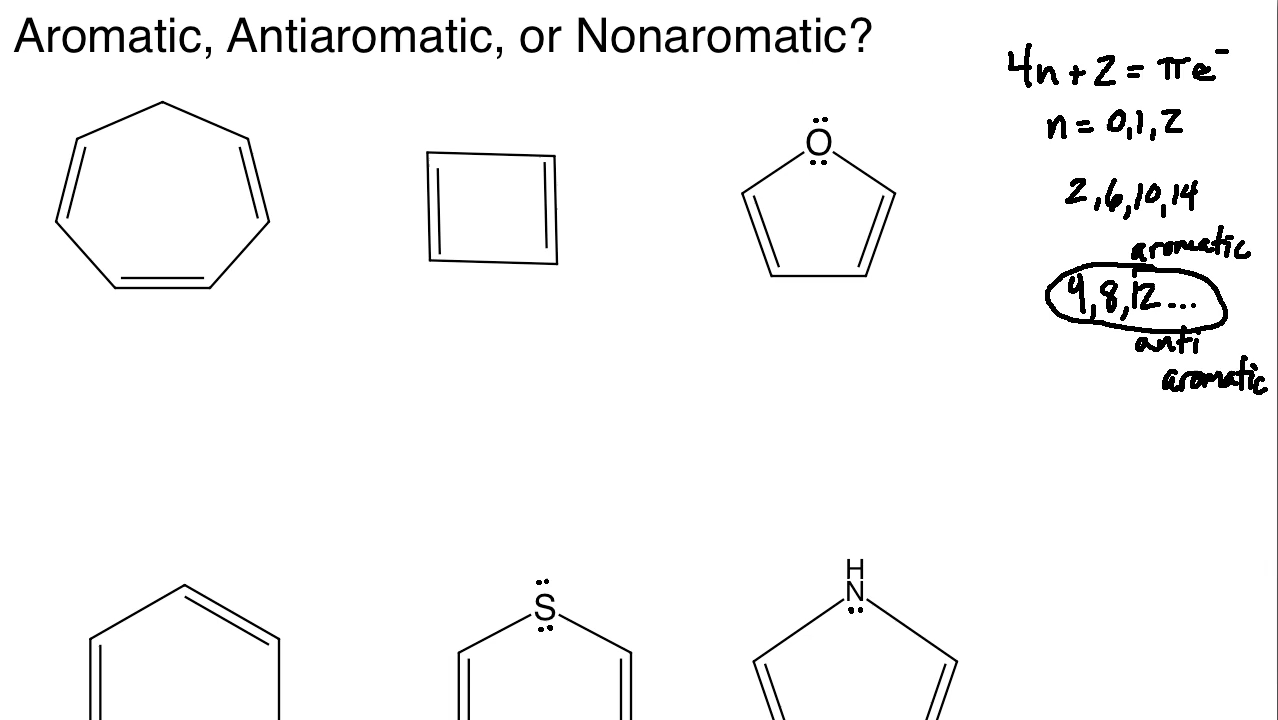 Aromatic, Antiaromatic, or Nonaromatic?
4n + 2 = πe⁻
n = 0,1,2
2,6,10,14
aromatic
4,8,12...
anti
aromatic
O
H
S
N